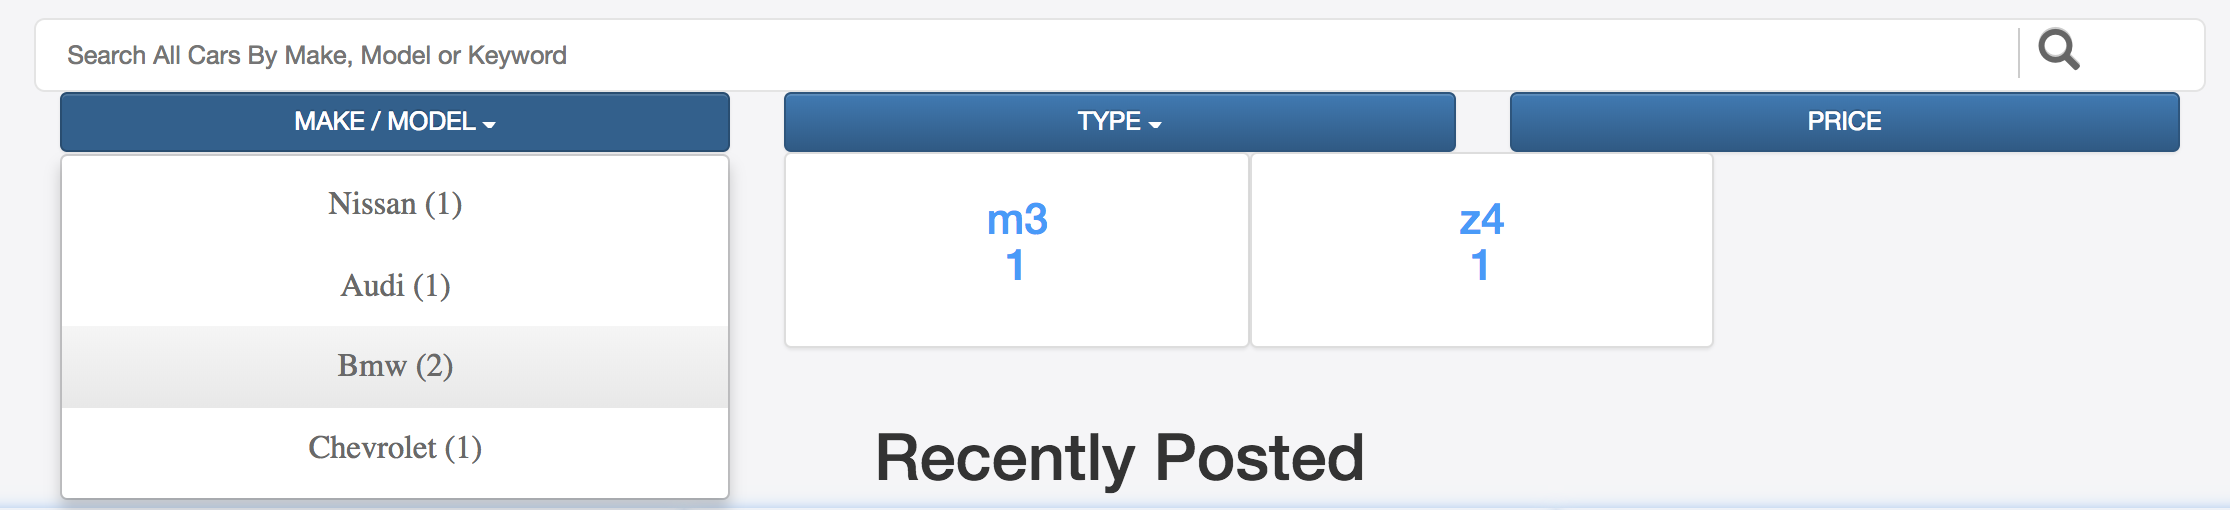 Search All Cars By Make, Model or Keyword
MAKE / MODEL
TYPE
PRICE
Nissan (1)
Audi (1)
Bmw (2)
Chevrolet (1)
m3
1
z4
1
Recently Posted